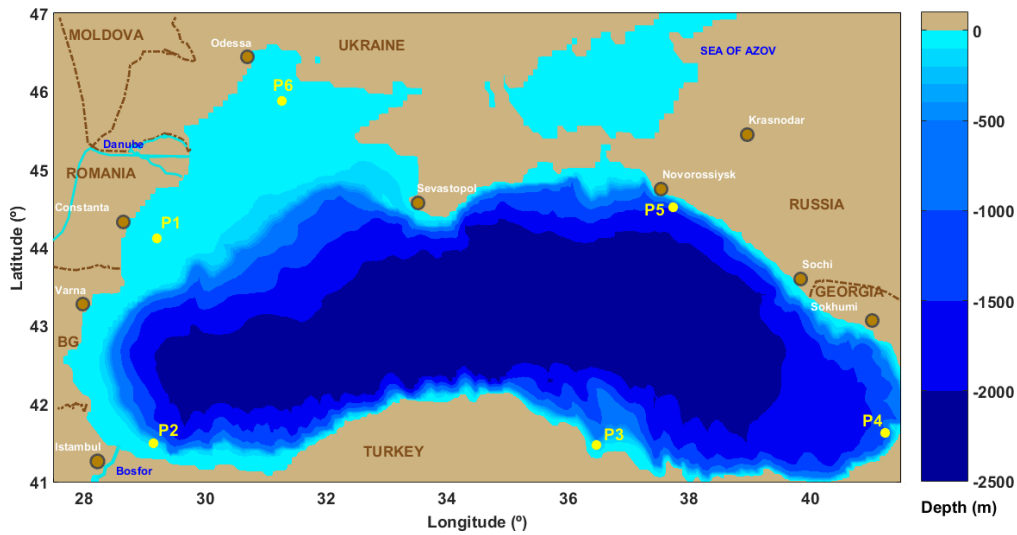 47
46
45
44
43
42
41
Latitude (º)
28
30
32
34
36
38
40
Longitude (º)
MOLDOVA
Odessa
UKRAINE
SEA OF AZOV
P6
Krasnodar
Danube
ROMANIA
Sevastopol
Novorossiysk
Constanta
P1
P5
RUSSIA
Sochi
GEORGIA
Varna
Sokhumi
BG
P2
P3
P4
Istambul
TURKEY
Bosfor
0
-500
-1000
-1500
-2000
-2500
Depth (m)